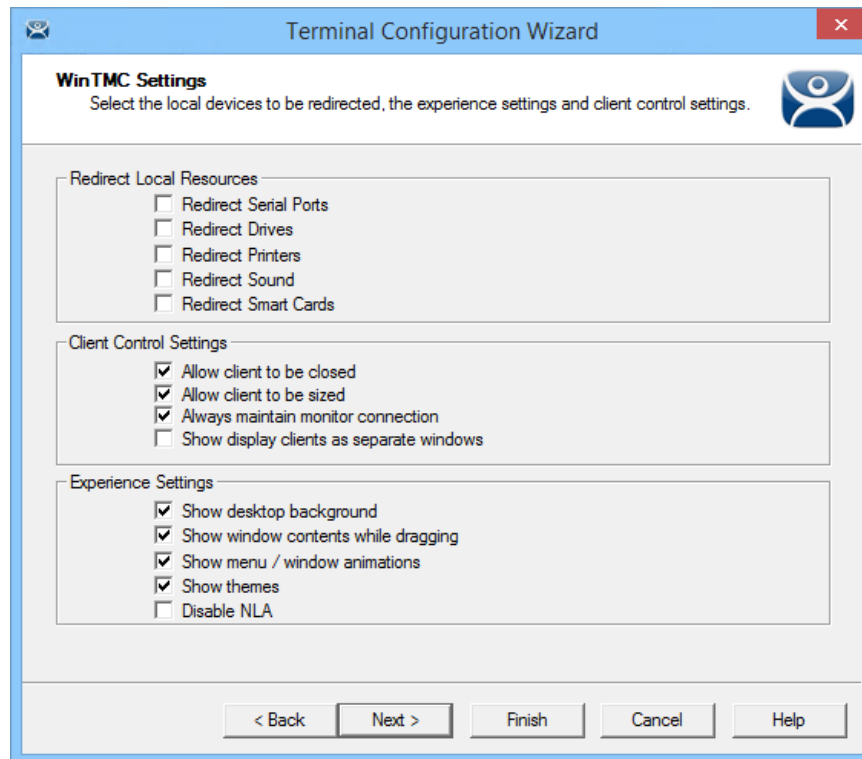 Terminal Configuration Wizard
WinTMC Settings
Select the local devices to be redirected, the experience settings and client control settings.
Redirect Local Resources
Redirect Serial Ports
Redirect Drives
Redirect Printers
Redirect Sound
Redirect Smart Cards
Client Control Settings
Allow client to be closed
Allow client to be sized
Always maintain monitor connection
Show display clients as separate windows
Experience Settings
Show desktop background
Show window contents while dragging
Show menu / window animations
Show themes
Disable NLA
< Back Next > Finish Cancel Help